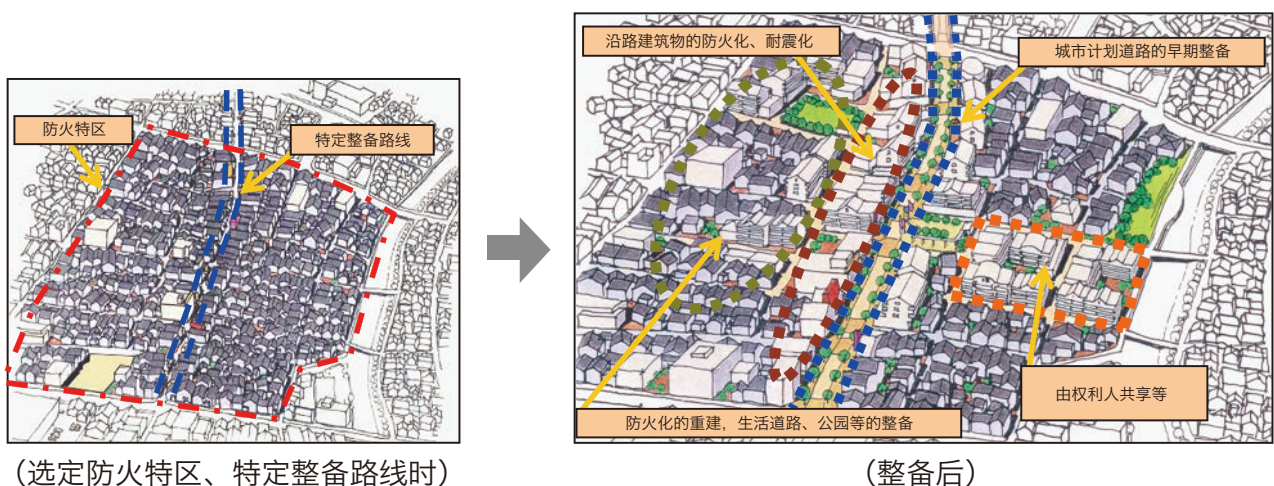 防火特区
特定整备路线
（选定防火特区、特定整备路线时）
沿路建筑物的防火化、耐震化
城市计划道路的早期整备
由权利人共享等
防火化的重建，生活道路、公园等的整备
（整备后）